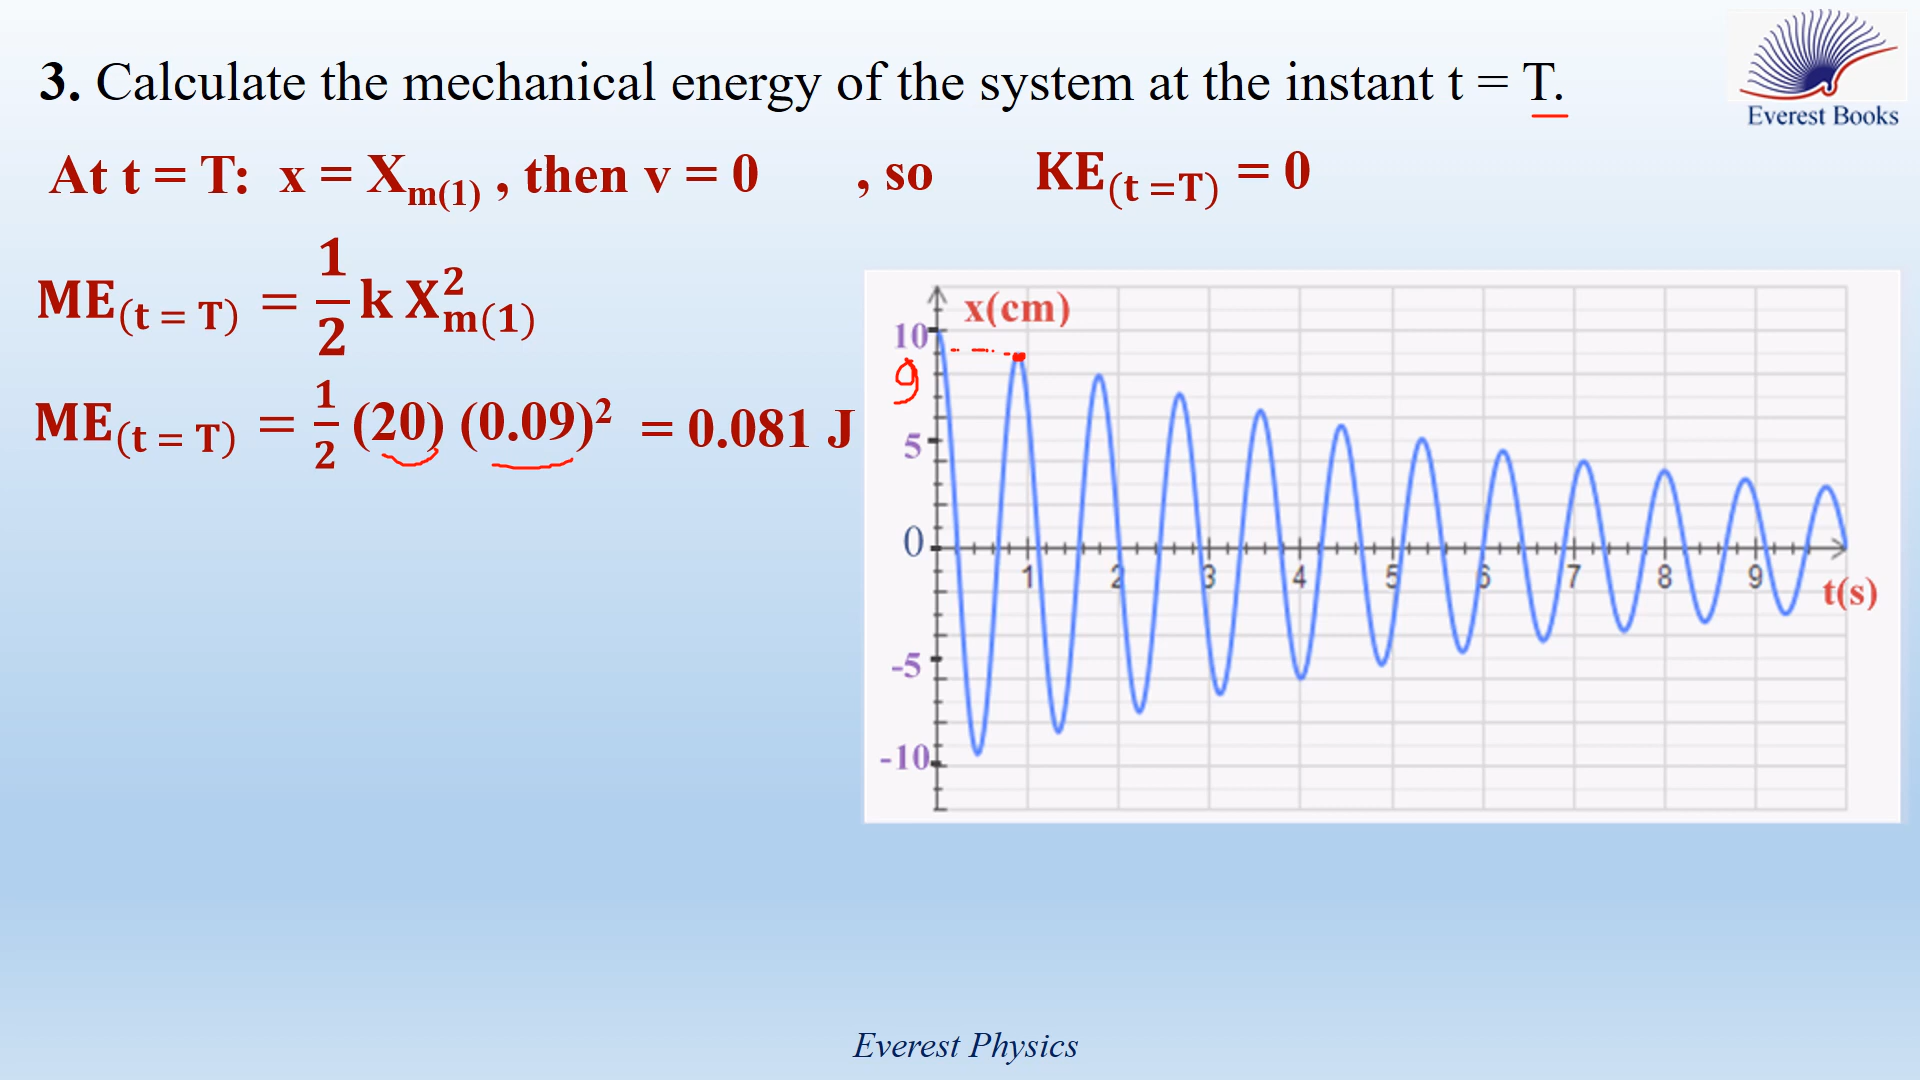 3. Calculate the mechanical energy of the system at the instant t = T.
Everest Books
At t = T: x = Xₘ₍₁₎ , then v = 0 , so KE₍ₜ ₌T₎ = 0
ME(t = T) = 1/2 k X²m(1)
ME(t = T) = 1/2 (20) (0.09)² = 0.081 J
x(cm)
10
9
5
0
-5
-10
1 2 3 4 5 6 7 8 9
t(s)
Everest Physics